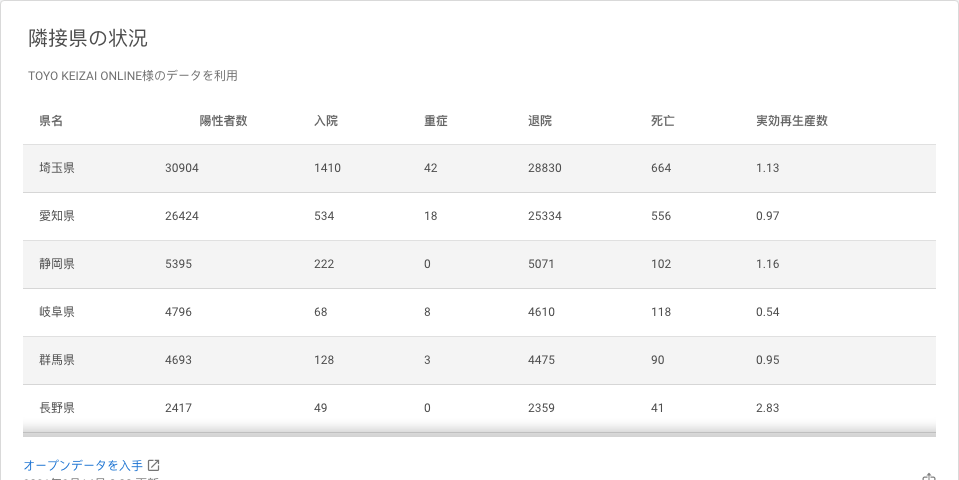 隣接県の状況
TOYO KEIZAI ONLINE様のデータを利用
県名 陽性者数 入院 重症 退院 死亡 実効再生産数
埼玉県 30904 1410 42 28830 664 1.13
愛知県 26424 534 18 25334 556 0.97
静岡県 5395 222 0 5071 102 1.16
岐阜県 4796 68 8 4610 118 0.54
群馬県 4693 128 3 4475 90 0.95
長野県 2417 49 0 2359 41 2.83
オープンデータを入手